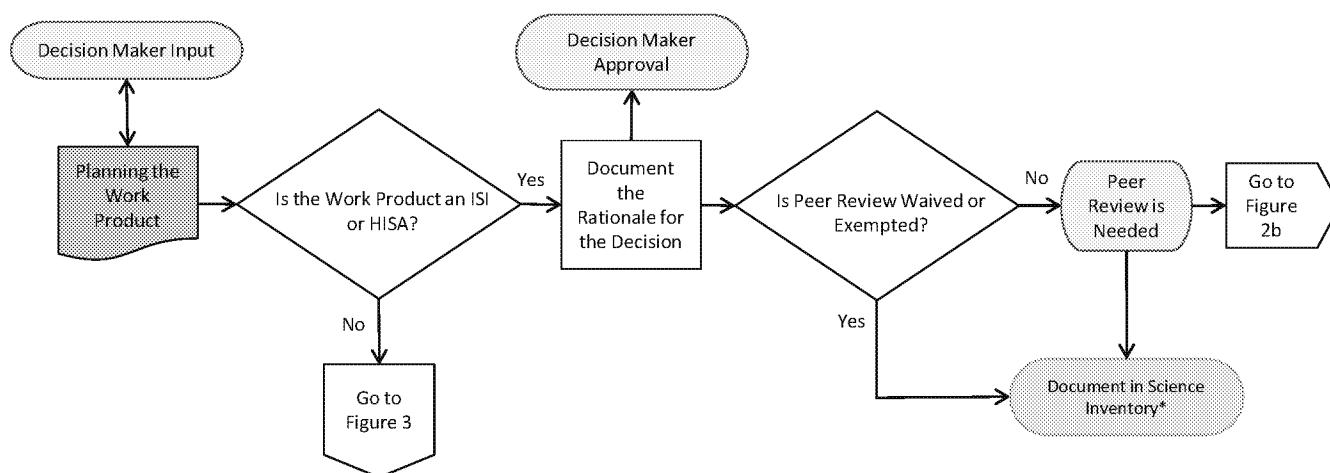 Decision Maker Input
Planning the
Work
Product
Is the Work Product an ISI
or HISA?
Yes
No
Go to
Figure 3
Decision Maker
Approval
Document
the
Rationale for
the Decision
Is Peer Review Waived or
Exempted?
No
Yes
Peer
Review is
Needed
Go to
Figure
2b
Document in Science
Inventory*